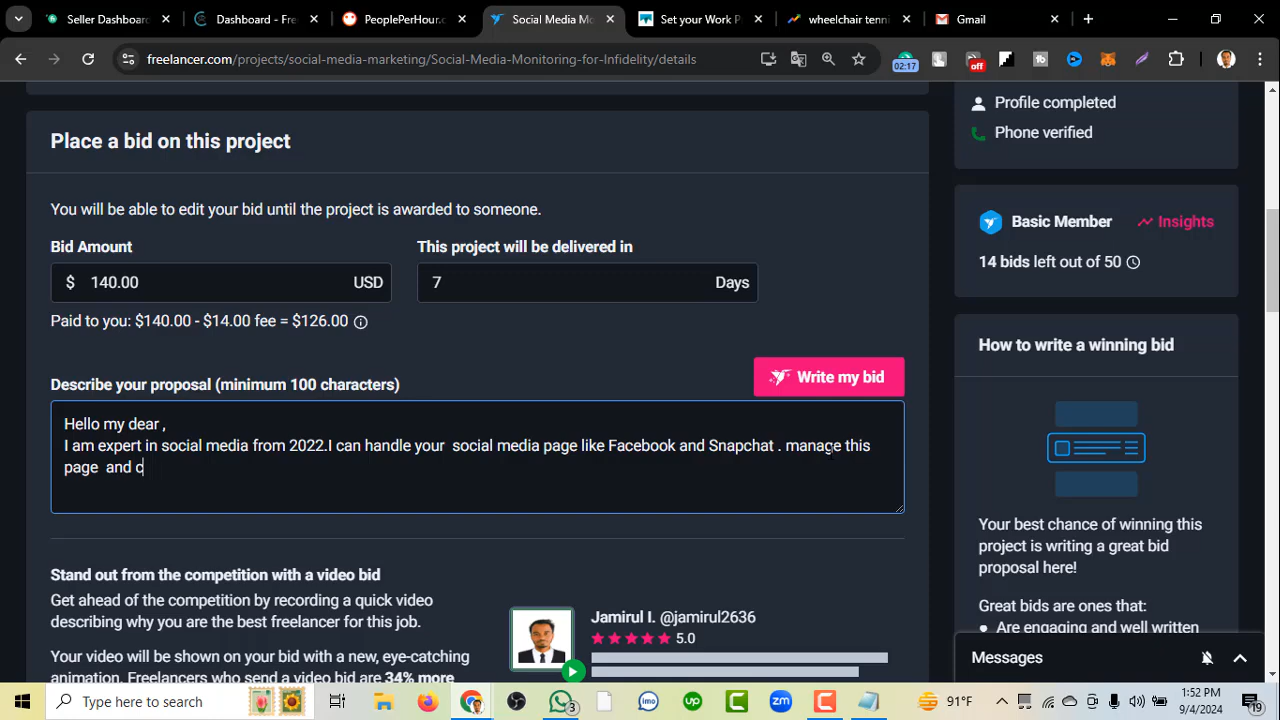 Seller Dashboard
Dashboard - Free
PeoplePerHour.c
Social Media Mo
Set your Work P
wheelchair tenni
Gmail
freelancer.com/projects/social-media-marketing/Social-Media-Monitoring-for-Infidelity/details
02:17
off
Profile completed
Phone verified
Place a bid on this project
You will be able to edit your bid until the project is awarded to someone.
Bid Amount
This project will be delivered in
$ 140.00 USD
7 Days
Paid to you: $140.00 - $14.00 fee = $126.00
Basic Member
Insights
14 bids left out of 50
Describe your proposal (minimum 100 characters)
Write my bid
Hello my dear ,
I am expert in social media from 2022.I can handle your  social media page like Facebook and Snapchat . manage this
page  and c
How to write a winning bid
Your best chance of winning this
project is writing a great bid
proposal here!
Great bids are ones that:
● Are engaging and well written
Stand out from the competition with a video bid
Get ahead of the competition by recording a quick video
describing why you are the best freelancer for this job.
Your video will be shown on your bid with a new, eye-catching
animation. Freelancers who send a video bid are 34% more
Jamirul I. @jamirul2636
5.0
Messages
Type here to search
3
imo
up
zm
91°F
1:52 PM
9/4/2024
19